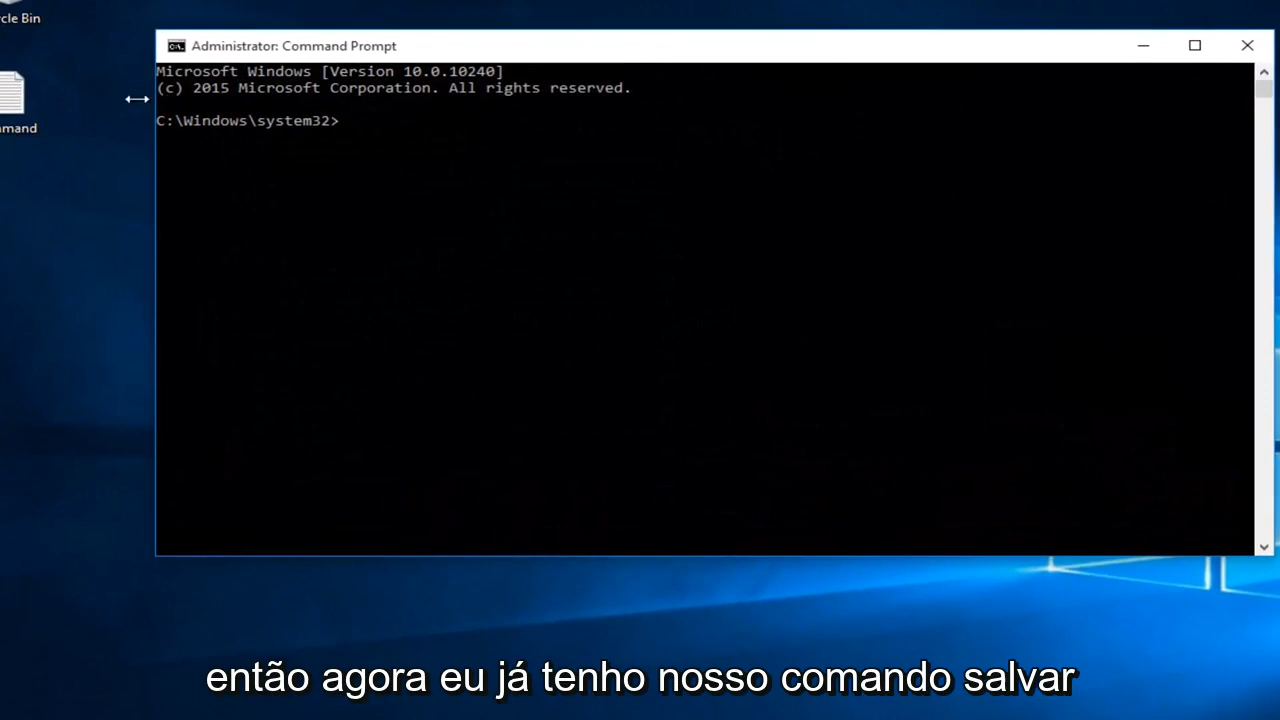 cle Bin
mand
Administrator: Command Prompt
Microsoft Windows [Version 10.0.10240]
(c) 2015 Microsoft Corporation. All rights reserved.
C:\Windows\system32>
então agora eu já tenho nosso comando salvar